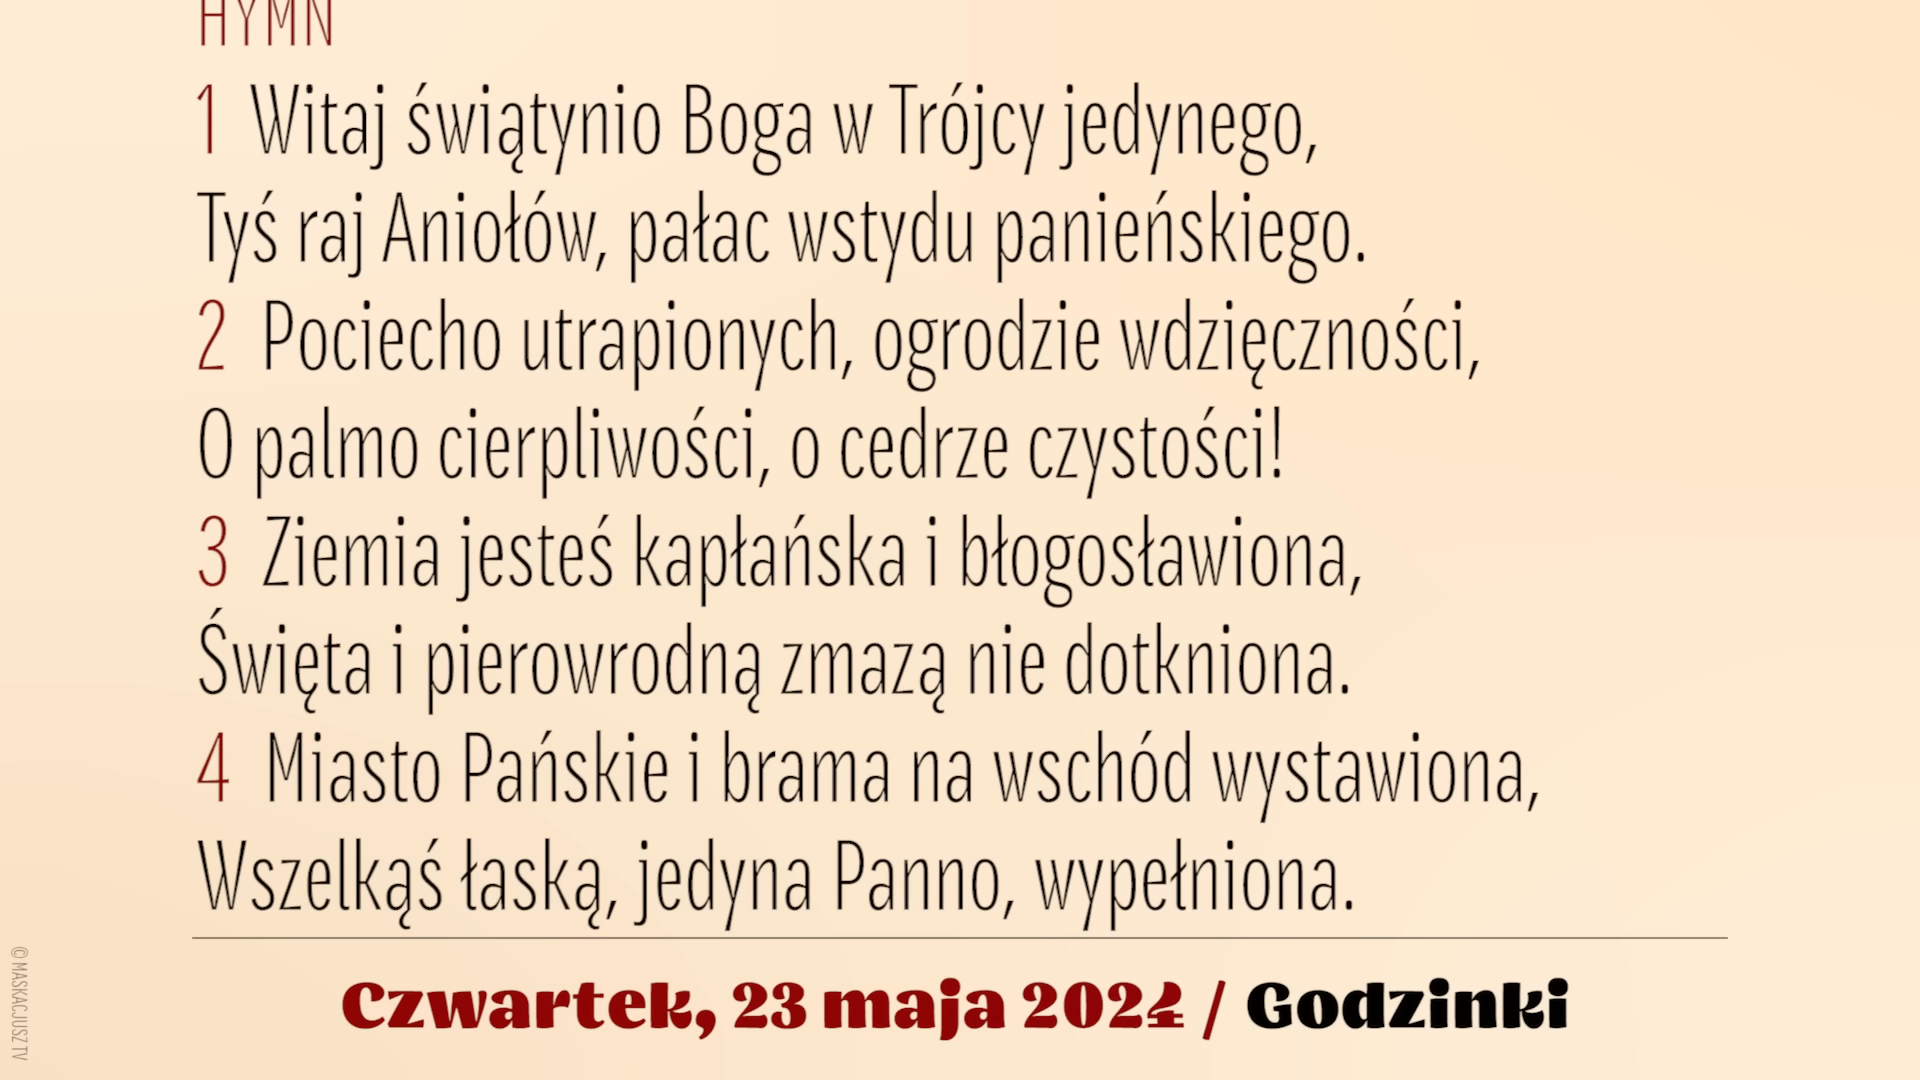 HYMN
1 Witaj świątynio Boga w Trójcy jedynego,
Tyś raj Aniołów, pałac wstydu panieńskiego.
2 Pociecho utrapionych, ogrodzie wdzięczności,
O palmo cierpliwości, o cedrze czystości!
3 Ziemia jesteś kapłańska i błogosławiona,
Święta i pierowrodną zmazą nie dotkniona.
4 Miasto Pańskie i brama na wschód wystawiona,
Wszelkąś łaską, jedyna Panno, wypełniona.
Czwartek, 23 maja 2024 / Godzinki
© MASKACJUSZ TV